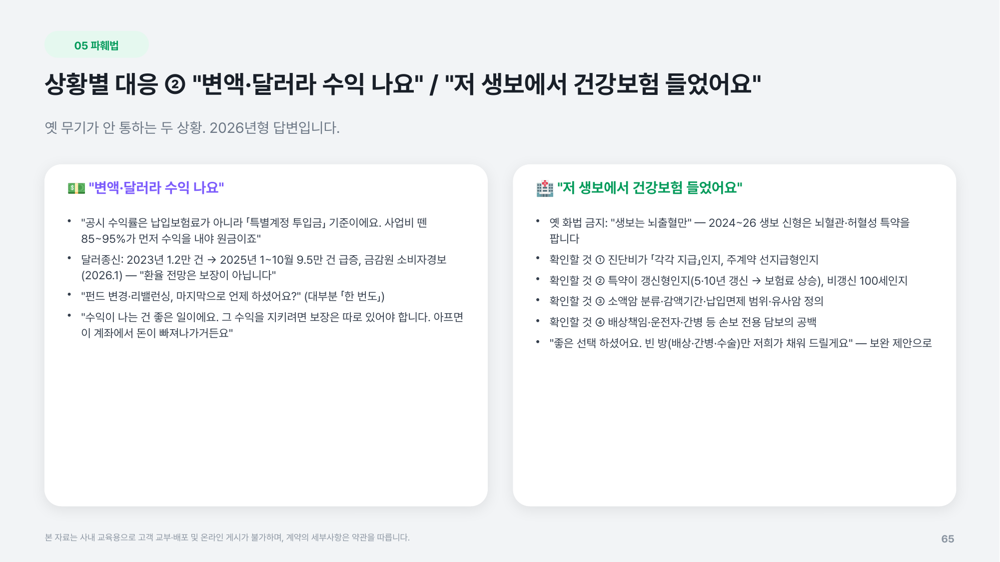 05 파훼법
상황별 대응 ② "변액·달러라 수익 나요" / "저 생보에서 건강보험 들었어요"
옛 무기가 안 통하는 두 상황. 2026년형 답변입니다.
💵 "변액·달러라 수익 나요"
• "공시 수익률은 납입보험료가 아니라 「특별계정 투입금」 기준이에요. 사업비 뗀
85~95%가 먼저 수익을 내야 원금이죠"
• 달러종신: 2023년 1.2만 건 → 2025년 1~10월 9.5만 건 급증, 금감원 소비자경보
(2026.1) — "환율 전망은 보장이 아닙니다"
• "펀드 변경·리밸런싱, 마지막으로 언제 하셨어요?" (대부분 「한 번도」)
• "수익이 나는 건 좋은 일이에요. 그 수익을 지키려면 보장은 따로 있어야 합니다. 아프면
이 계좌에서 돈이 빠져나가거든요"
🏥 "저 생보에서 건강보험 들었어요"
• 옛 화법 금지: "생보는 뇌출혈만" — 2024~26 생보 신형은 뇌혈관·허혈성 특약을
팝니다
• 확인할 것 ① 진단비가 「각각 지급」인지, 주계약 선지급형인지
• 확인할 것 ② 특약이 갱신형인지(5·10년 갱신 → 보험료 상승), 비갱신 100세인지
• 확인할 것 ③ 소액암 분류·감액기간·납입면제 범위·유사암 정의
• 확인할 것 ④ 배상책임·운전자·간병 등 손보 전용 담보의 공백
• "좋은 선택 하셨어요. 빈 방(배상·간병·수술)만 저희가 채워 드릴게요" — 보완 제안으로
본 자료는 사내 교육용으로 고객 교부·배포 및 온라인 게시가 불가하며, 계약의 세부사항은 약관을 따릅니다.
65